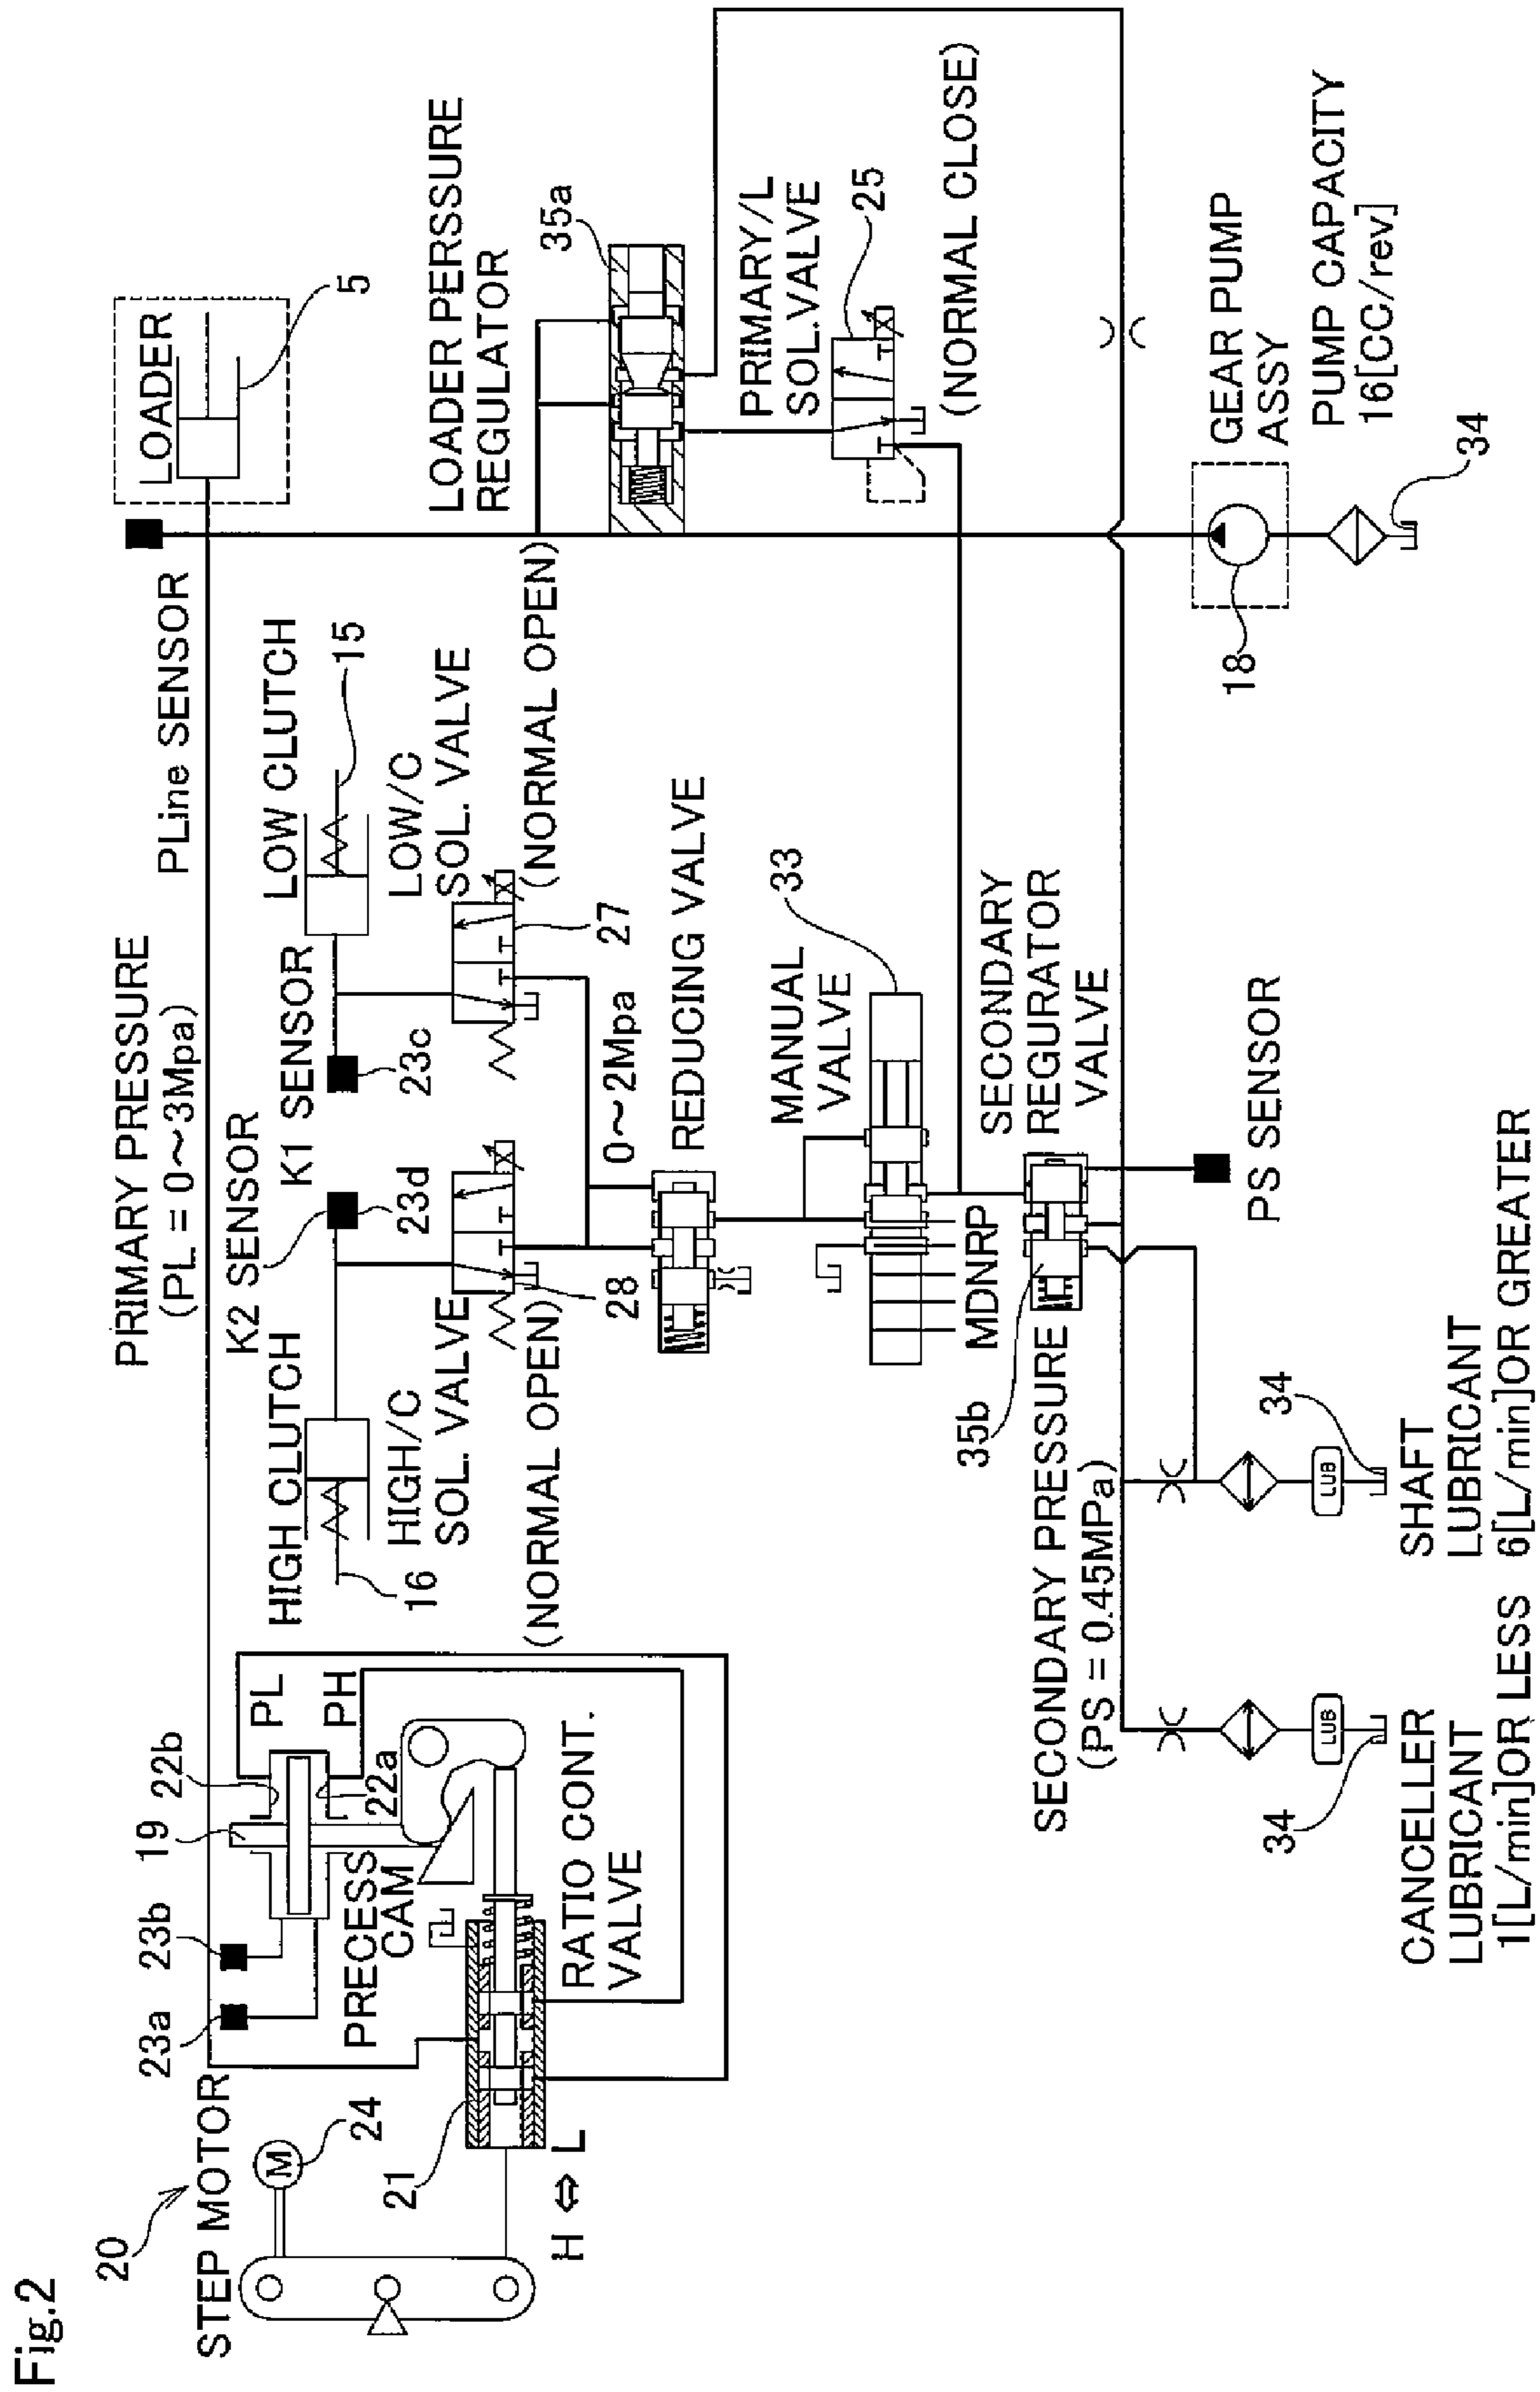 Fig.2
20
STEP MOTOR
24
M
21
H ⇔ L
23a
23b
19
22b
22a
PL
PH
PRECESS
CAM
RATIO CONT.
VALVE
PRIMARY PRESSURE
(PL = 0~3Mpa)
HIGH CLUTCH
16
HIGH/C
SOL. VALVE
(NORMAL OPEN)
28
K2 SENSOR
23d
K1 SENSOR
23c
LOW CLUTCH
15
LOW/C
SOL. VALVE
(NORMAL OPEN)
27
0~2Mpa
REDUCING VALVE
MANUAL
VALVE
33
MDNRP
SECONDARY
REGURATOR
VALVE
35b
SECONDARY PRESSURE
(PS = 0.45MPa)
PS SENSOR
PLine SENSOR
LOADER
5
LOADER PERSSURE
REGULATOR
35a
PRIMARY/L
SOL.VALVE
25
(NORMAL CLOSE)
GEAR PUMP
ASSY
PUMP CAPACITY
16[CC/rev]
18
34
LUB
34
SHAFT
LUBRICANT
6[L/min]OR GREATER
LUB
34
CANCELLER
LUBRICANT
1[L/min]OR LESS